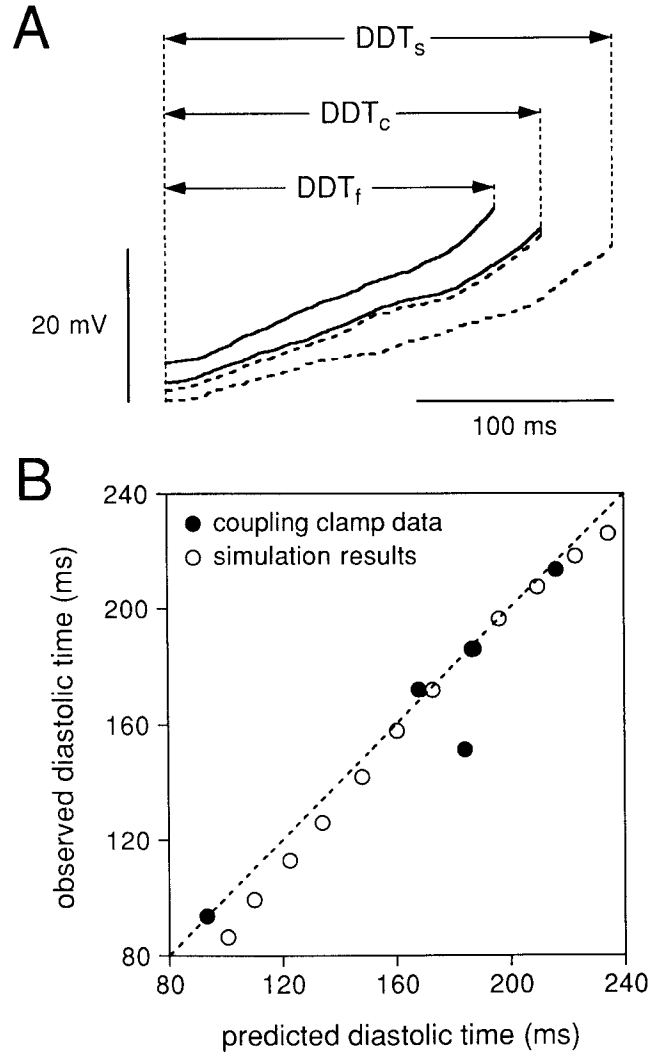 A
DDTs
DDTc
DDTf
20 mV
100 ms
B
240
200
160
120
80
observed diastolic time (ms)
coupling clamp data
simulation results
80 120 160 200 240
predicted diastolic time (ms)